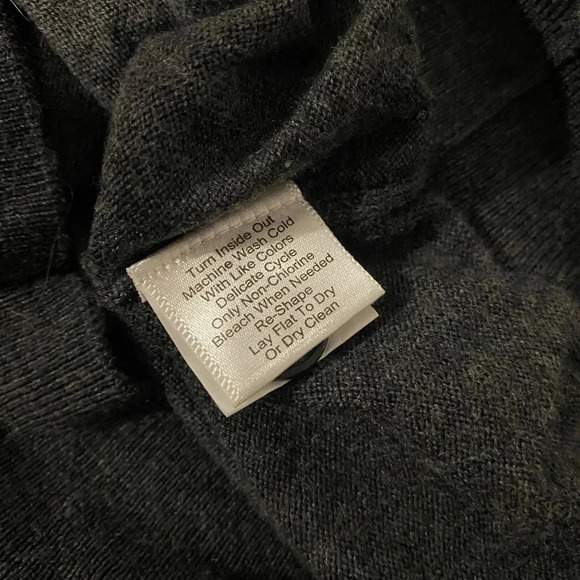 Turn Inside Out
Machine Wash Cold
With Like Colors
Delicate Cycle
Only Non-Chlorine
Bleach When Needed
Re-Shape
Lay Flat To Dry
Or Dry Clean